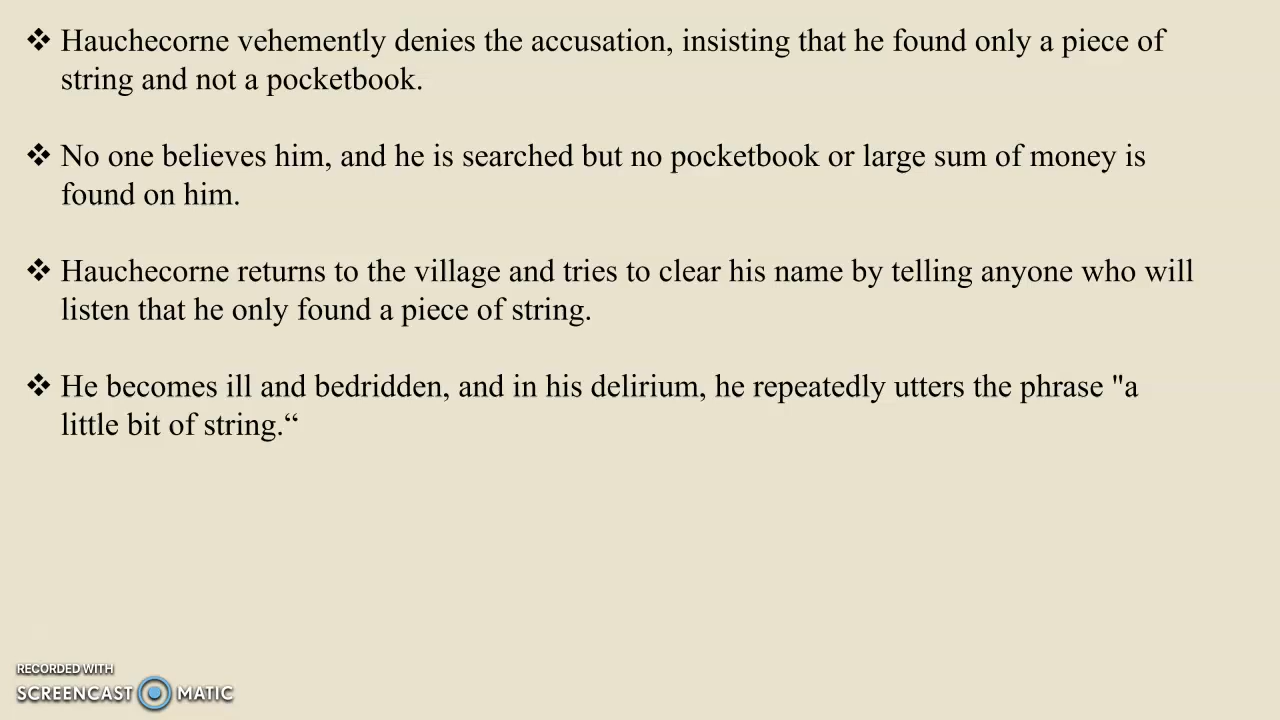 ❖ Hauchecorne vehemently denies the accusation, insisting that he found only a piece of
string and not a pocketbook.
❖ No one believes him, and he is searched but no pocketbook or large sum of money is
found on him.
❖ Hauchecorne returns to the village and tries to clear his name by telling anyone who will
listen that he only found a piece of string.
❖ He becomes ill and bedridden, and in his delirium, he repeatedly utters the phrase "a
little bit of string.“
RECORDED WITH
SCREENCAST MATIC